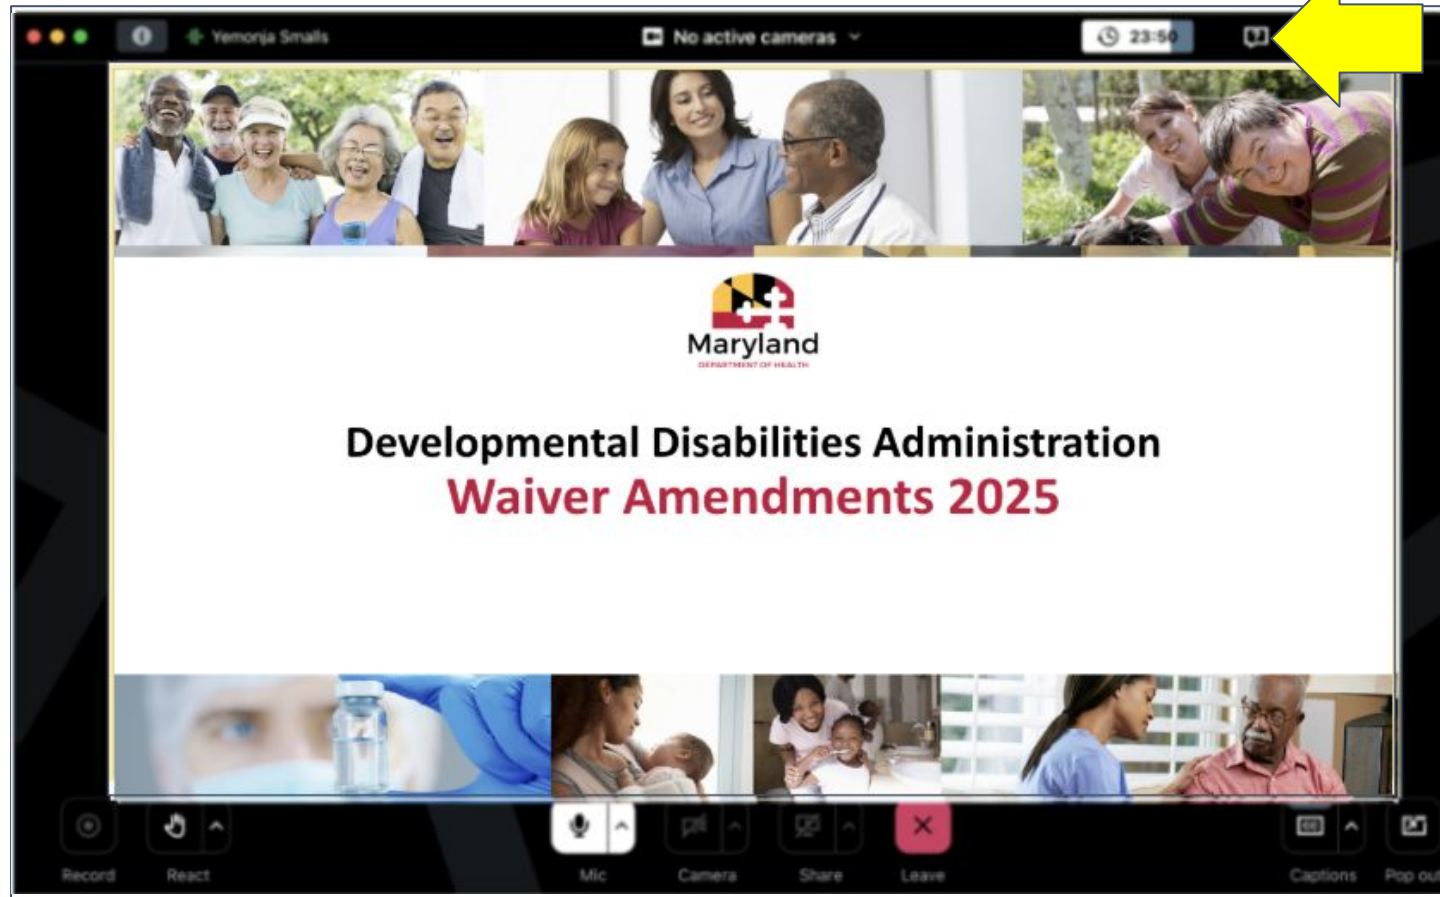 Yemonja Smalls
No active cameras
23:50
Maryland
DEPARTMENT OF HEALTH
Developmental Disabilities Administration
Waiver Amendments 2025
Record
React
Mic
Camera
Share
Leave
Captions
Pop out